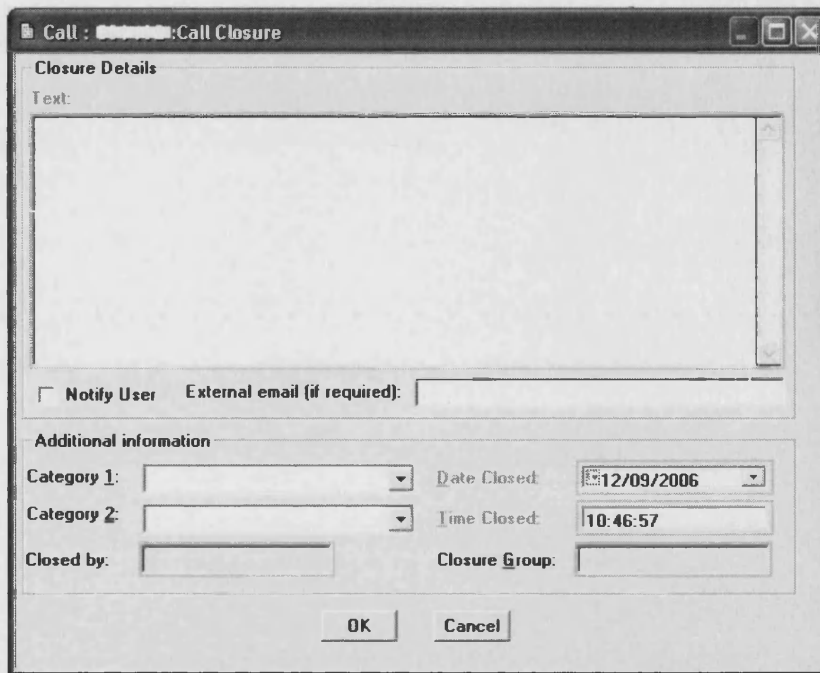 Call : :Call Closure
Closure Details
Text:
Notify User External email (if required):
Additional information
Category 1: Date Closed: 12/09/2006
Category 2: Time Closed: 10:46:57
Closed by: Closure Group:
OK Cancel